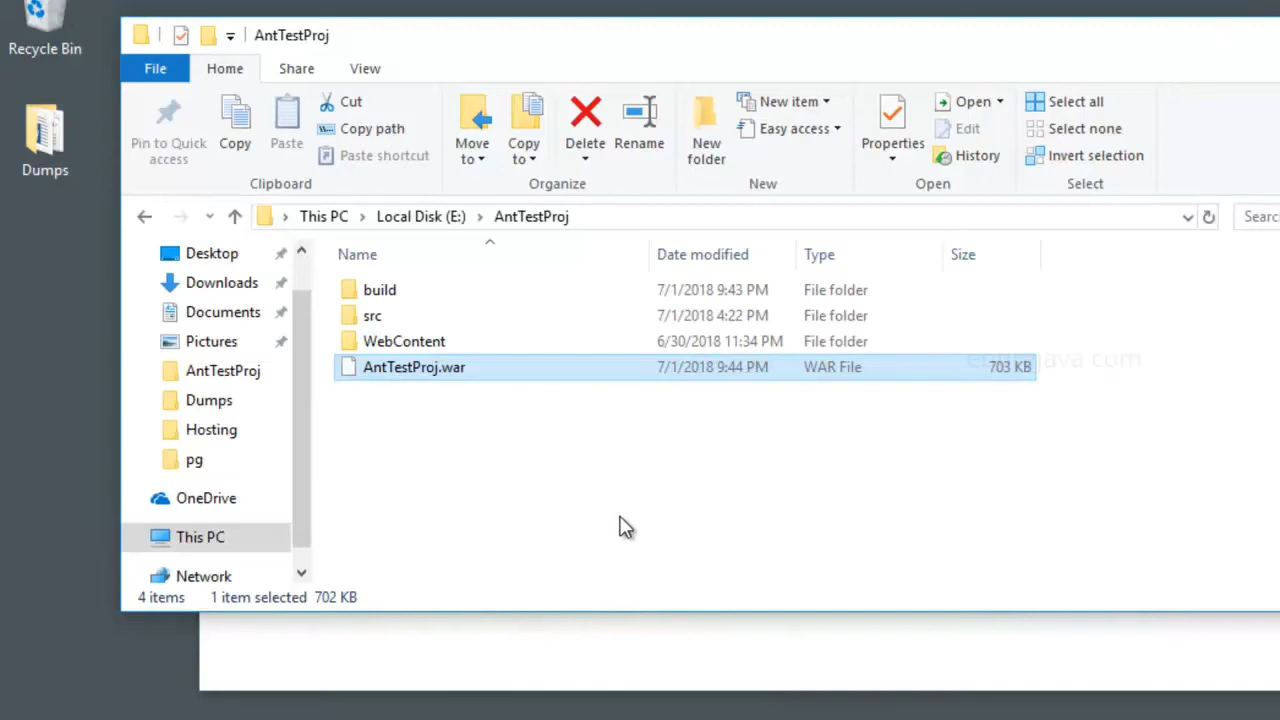 Recycle Bin
Dumps
AntTestProj
File Home Share View
Pin to Quick access
Copy
Paste
Cut
Copy path
Paste shortcut
Clipboard
Move to
Copy to
Delete
Rename
Organize
New folder
New item
Easy access
New
Properties
Open
Edit
History
Open
Select all
Select none
Invert selection
Select
This PC > Local Disk (E:) > AntTestProj
Searc
Desktop
Downloads
Documents
Pictures
AntTestProj
Dumps
Hosting
pg
OneDrive
This PC
Network
Name Date modified Type Size
build 7/1/2018 9:43 PM File folder
src 7/1/2018 4:22 PM File folder
WebContent 6/30/2018 11:34 PM File folder
AntTestProj.war 7/1/2018 9:44 PM WAR File 703 KB
4 items 1 item selected 702 KB